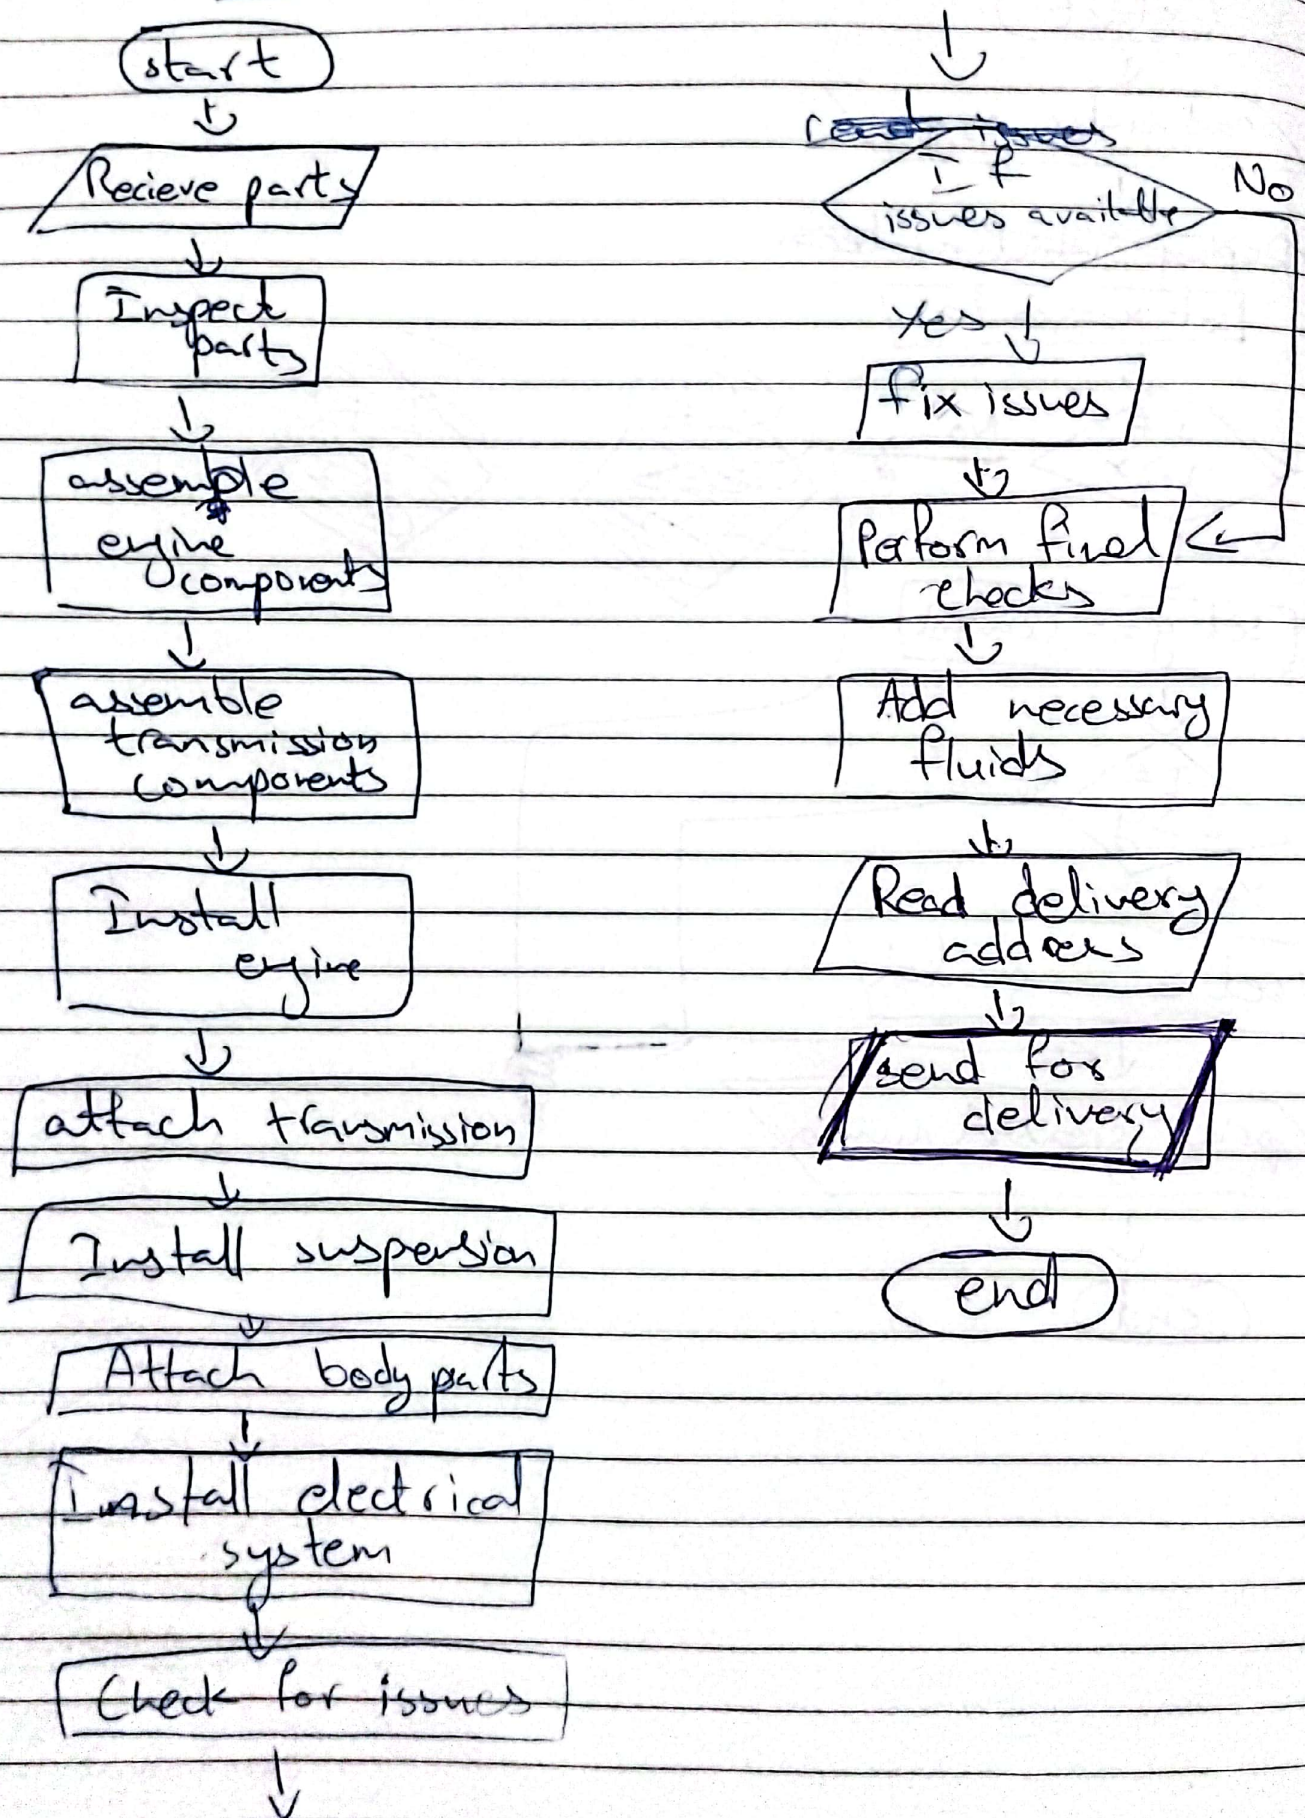 start
Recieve parts
Inspect
parts
assemble
engine
components
assemble
transmission
components
Install
engine
attach transmission
Install suspension
Attach body parts
Install electrical
system
Check for issues
If
issues available
No
Yes
fix issues
Perform final
checks
Add necessary
fluids
Read delivery
address
send for
delivery
end